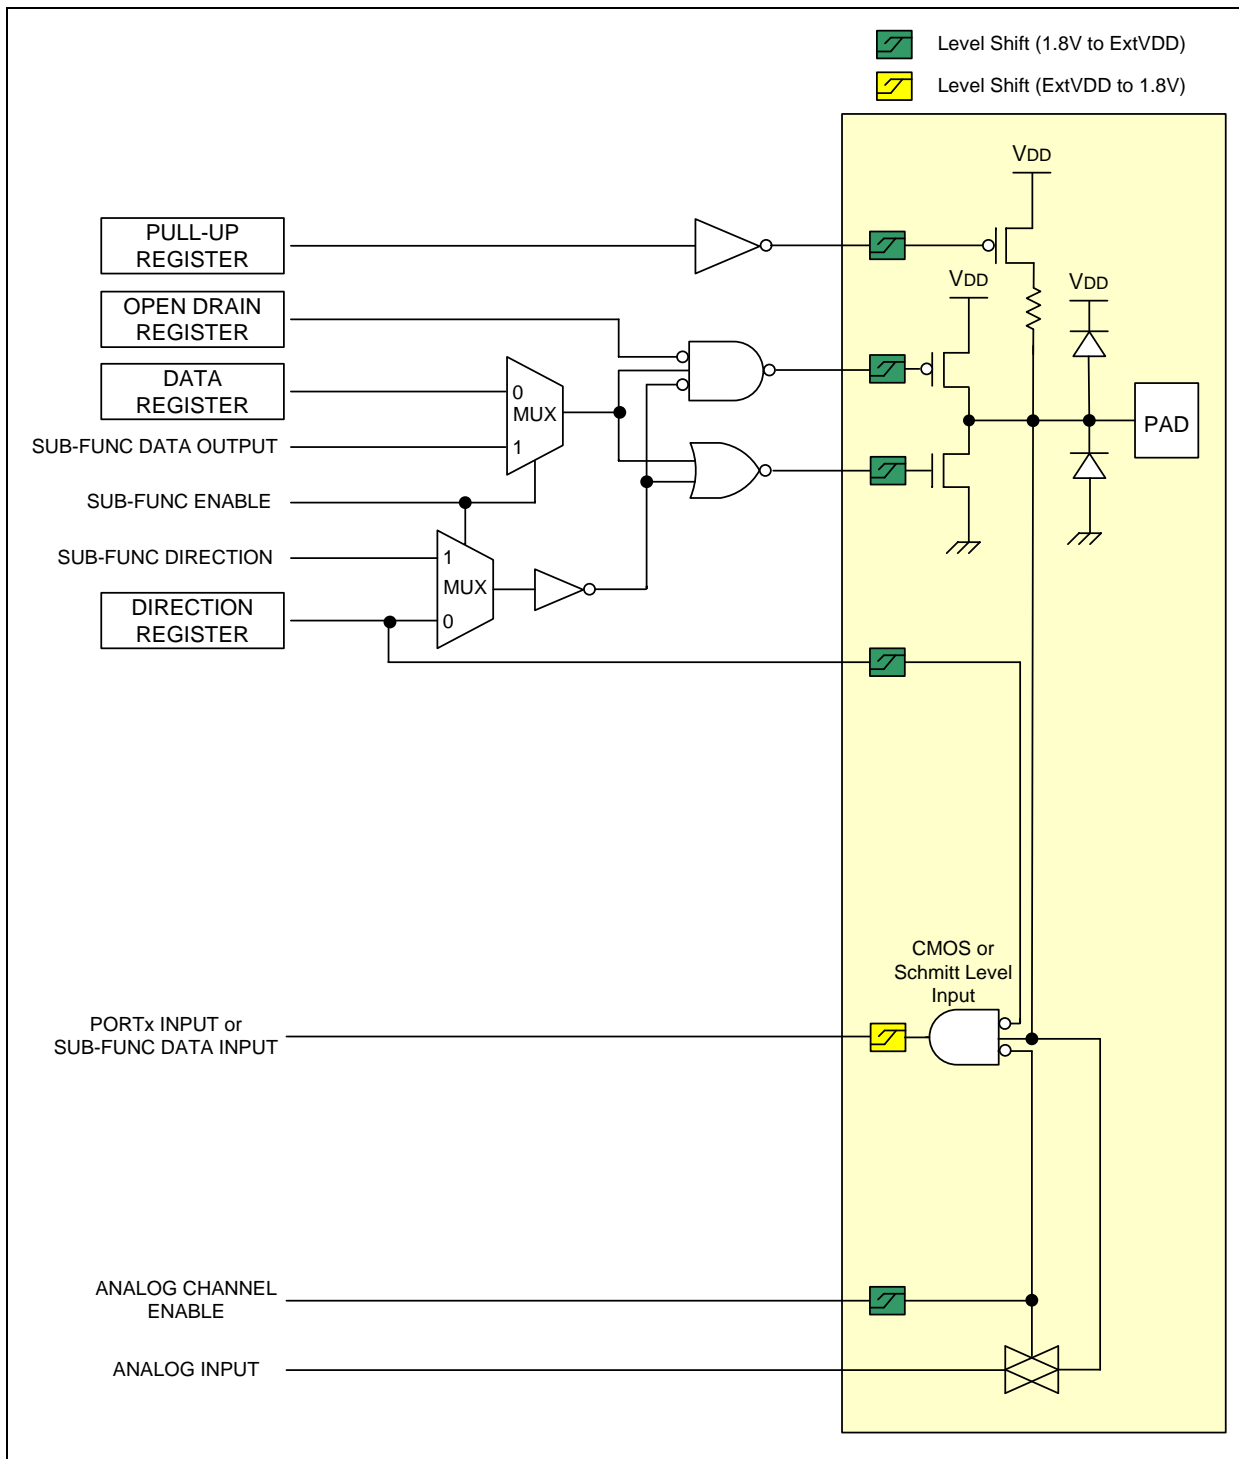 Level Shift (1.8V to ExtVDD)
Level Shift (ExtVDD to 1.8V)
VDD
PULL-UP
REGISTER
VDD
VDD
OPEN DRAIN
REGISTER
DATA
REGISTER
0
MUX
1
PAD
SUB-FUNC DATA OUTPUT
SUB-FUNC ENABLE
SUB-FUNC DIRECTION
1
MUX
0
DIRECTION
REGISTER
CMOS or
Schmitt Level
Input
PORTx INPUT or
SUB-FUNC DATA INPUT
ANALOG CHANNEL
ENABLE
ANALOG INPUT